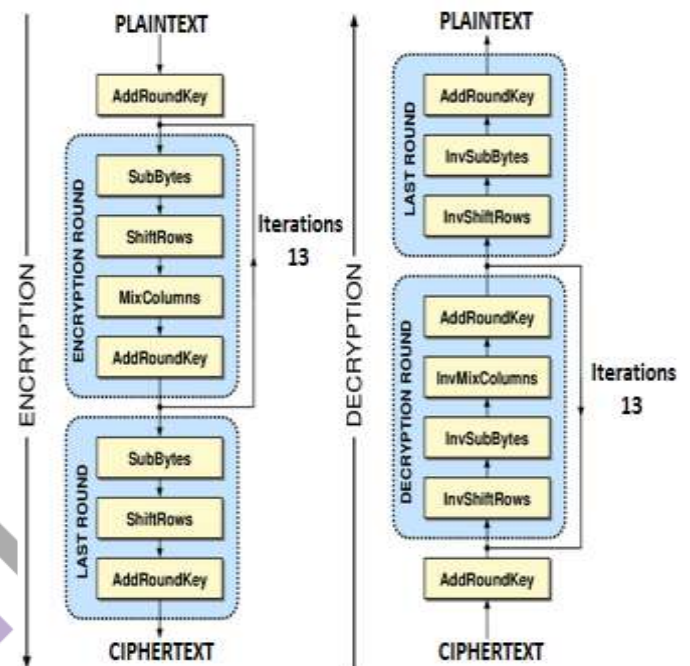 PLAINTEXT
AddRoundKey
SubBytes
ShiftRows
MixColumns
AddRoundKey
ENCRYPTION ROUND
Iterations
13
SubBytes
ShiftRows
AddRoundKey
LAST ROUND
CIPHERTEXT
ENCRYPTION
PLAINTEXT
AddRoundKey
InvSubBytes
InvShiftRows
LAST ROUND
AddRoundKey
InvMixColumns
InvSubBytes
InvShiftRows
DECRYPTION ROUND
Iterations
13
AddRoundKey
CIPHERTEXT
DECRYPTION